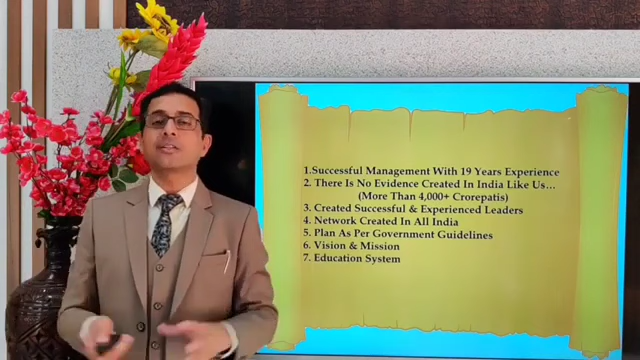 1.Successful Management With 19 Years Experience
2. There Is No Evidence Created In India Like Us...
(More Than 4,000+ Crorepatis)
3. Created Successful & Experienced Leaders
4. Network Created In All India
5. Plan As Per Government Guidelines
6. Vision & Mission
7. Education System